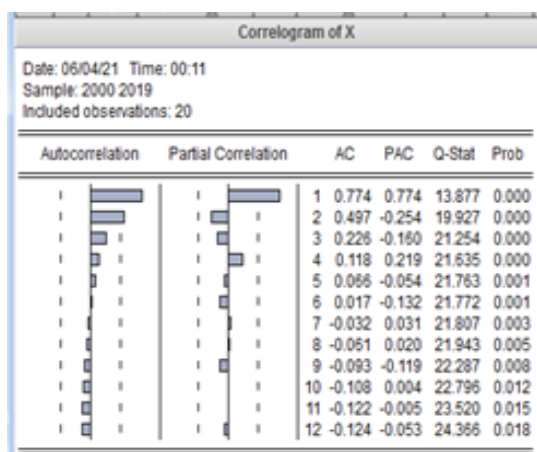 Correlogram of X
Date: 06/04/21 Time: 00:11
Sample: 2000 2019
Included observations: 20
Autocorrelation Partial Correlation AC PAC Q-Stat Prob
1 0.774 0.774 13.877 0.000
2 0.497 -0.254 19.927 0.000
3 0.226 -0.160 21.254 0.000
4 0.118 0.219 21.635 0.000
5 0.066 -0.054 21.763 0.001
6 0.017 -0.132 21.772 0.001
7 -0.032 0.031 21.807 0.003
8 -0.061 0.020 21.943 0.005
9 -0.093 -0.119 22.287 0.008
10 -0.108 0.004 22.796 0.012
11 -0.122 -0.005 23.520 0.015
12 -0.124 -0.053 24.366 0.018